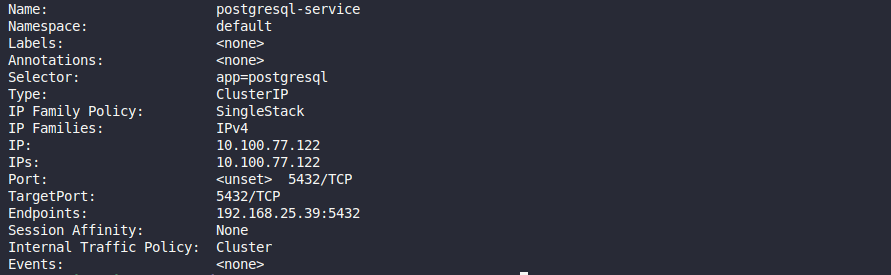 Name: postgresql-service
Namespace: default
Labels: <none>
Annotations: <none>
Selector: app=postgresql
Type: ClusterIP
IP Family Policy: SingleStack
IP Families: IPv4
IP: 10.100.77.122
IPs: 10.100.77.122
Port: <unset> 5432/TCP
TargetPort: 5432/TCP
Endpoints: 192.168.25.39:5432
Session Affinity: None
Internal Traffic Policy: Cluster
Events: <none>